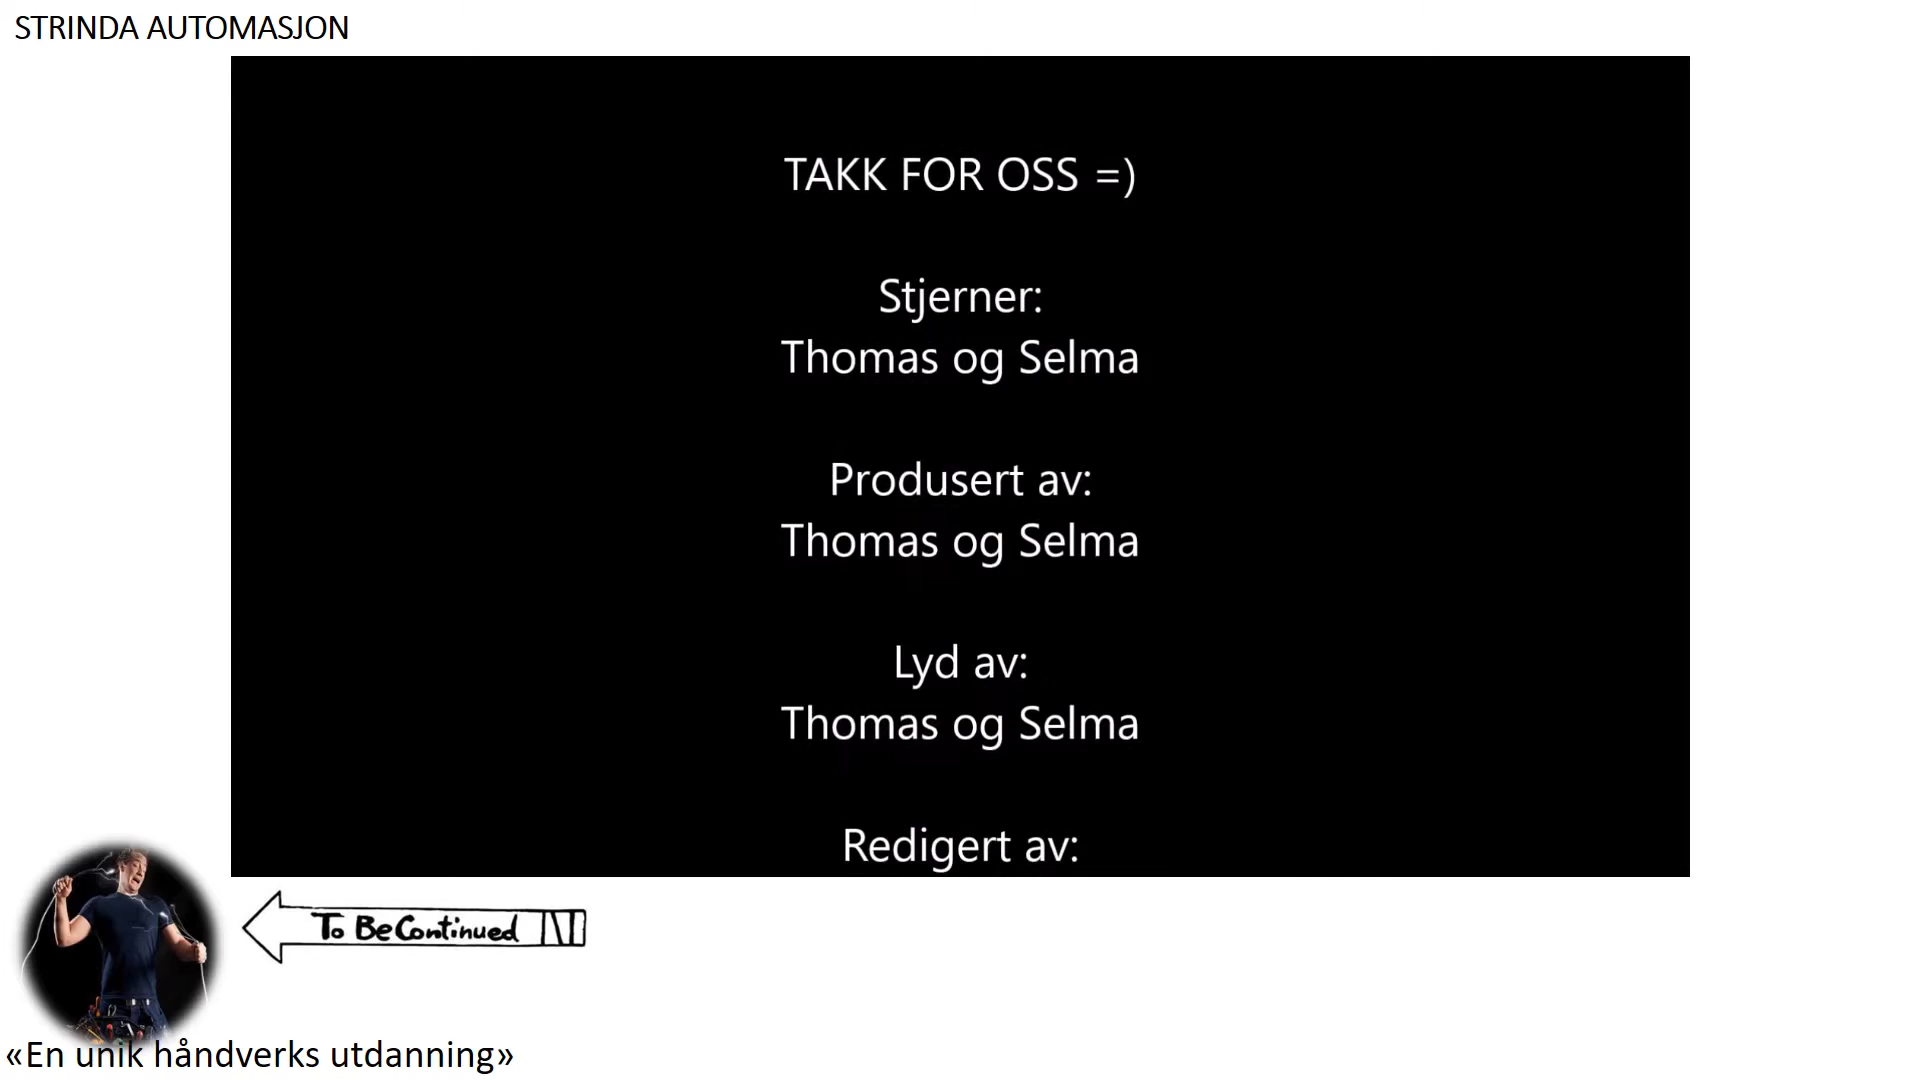 STRINDA AUTOMASJON
TAKK FOR OSS =)
Stjerner:
Thomas og Selma
Produsert av:
Thomas og Selma
Lyd av:
Thomas og Selma
Redigert av:
To Be Continued
«En unik håndverks utdanning»